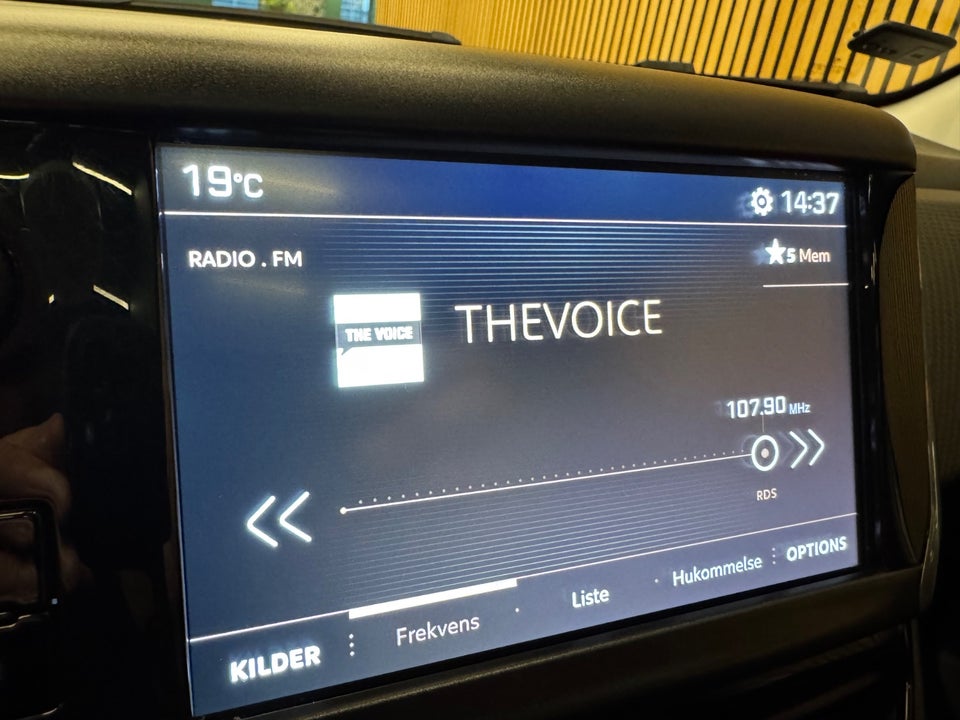 19°C
14:37
RADIO . FM
5 Mem
THE VOICE
THEVOICE
107.90 MHz
RDS
KILDER
Frekvens
Liste
Hukommelse
OPTIONS